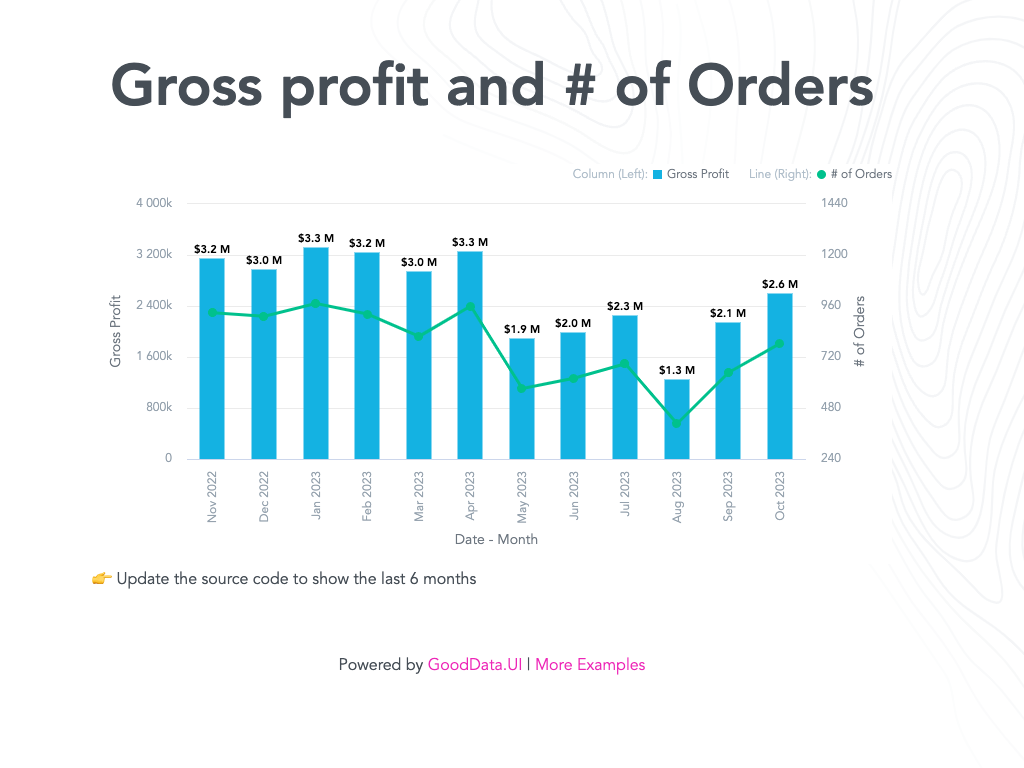 Gross profit and # of Orders
Column (Left): Gross Profit Line (Right): # of Orders
4 000k
3 200k
2 400k
1 600k
800k
0
Gross Profit
$3.2 M
$3.0 M
$3.3 M
$3.2 M
$3.0 M
$3.3 M
$1.9 M
$2.0 M
$2.3 M
$1.3 M
$2.1 M
$2.6 M
1440
1200
960
720
480
240
# of Orders
Nov 2022
Dec 2022
Jan 2023
Feb 2023
Mar 2023
Apr 2023
May 2023
Jun 2023
Jul 2023
Aug 2023
Sep 2023
Oct 2023
Date - Month
👉 Update the source code to show the last 6 months
Powered by GoodData.UI | More Examples